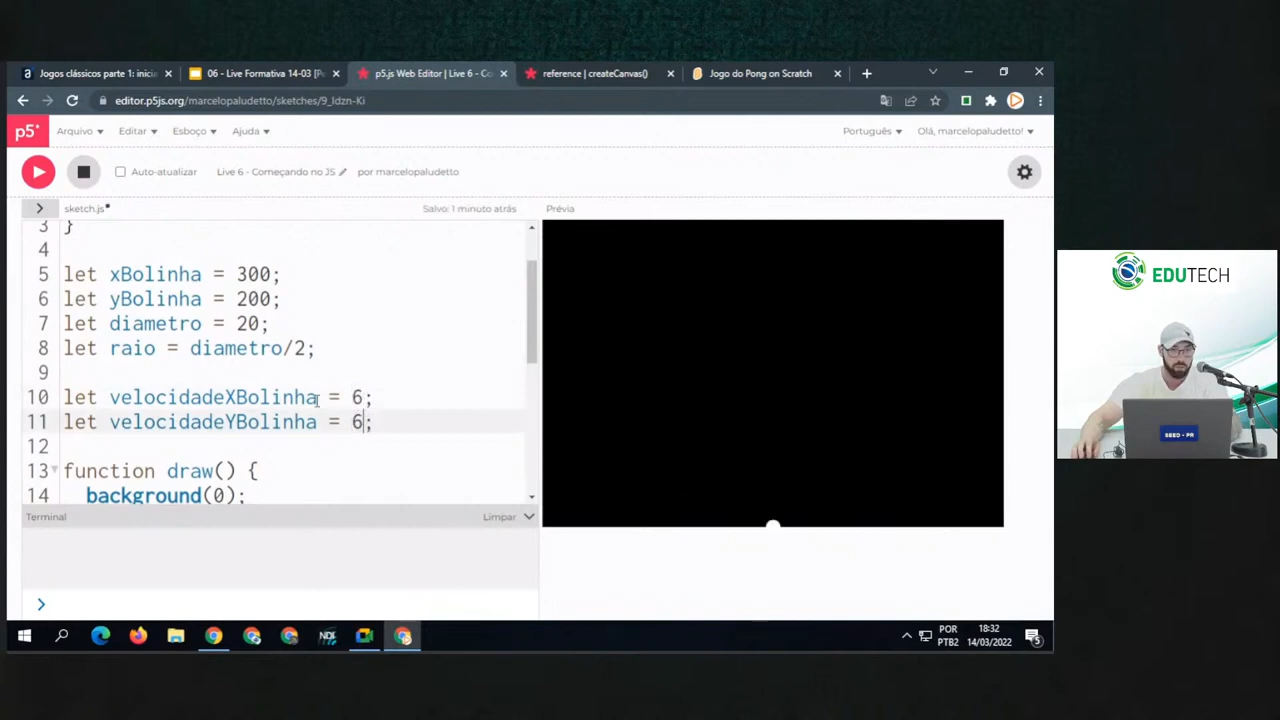 Jogos clássicos parte 1: inicia
06 - Live Formativa 14-03 [P
p5.js Web Editor | Live 6 - Co
reference | createCanvas()
Jogo do Pong on Scratch
editor.p5js.org/marcelopaludetto/sketches/9_ldzn-Ki
p5*
Arquivo
Editar
Esboço
Ajuda
Português
Olá, marcelopaludetto!
Auto-atualizar
Live 6 - Começando no JS
por marcelopaludetto
sketch.js
Salvo: 1 minuto atrás
Prévia
3 }
4
5 let xBolinha = 300;
6 let yBolinha = 200;
7 let diametro = 20;
8 let raio = diametro/2;
9
10 let velocidadeXBolinha = 6;
11 let velocidadeYBolinha = 6;
12
13 function draw() {
14 background(0);
Terminal
Limpar
>
EDUTECH
SEED - PR
NDI
POR
PTB2
18:32
14/03/2022
5